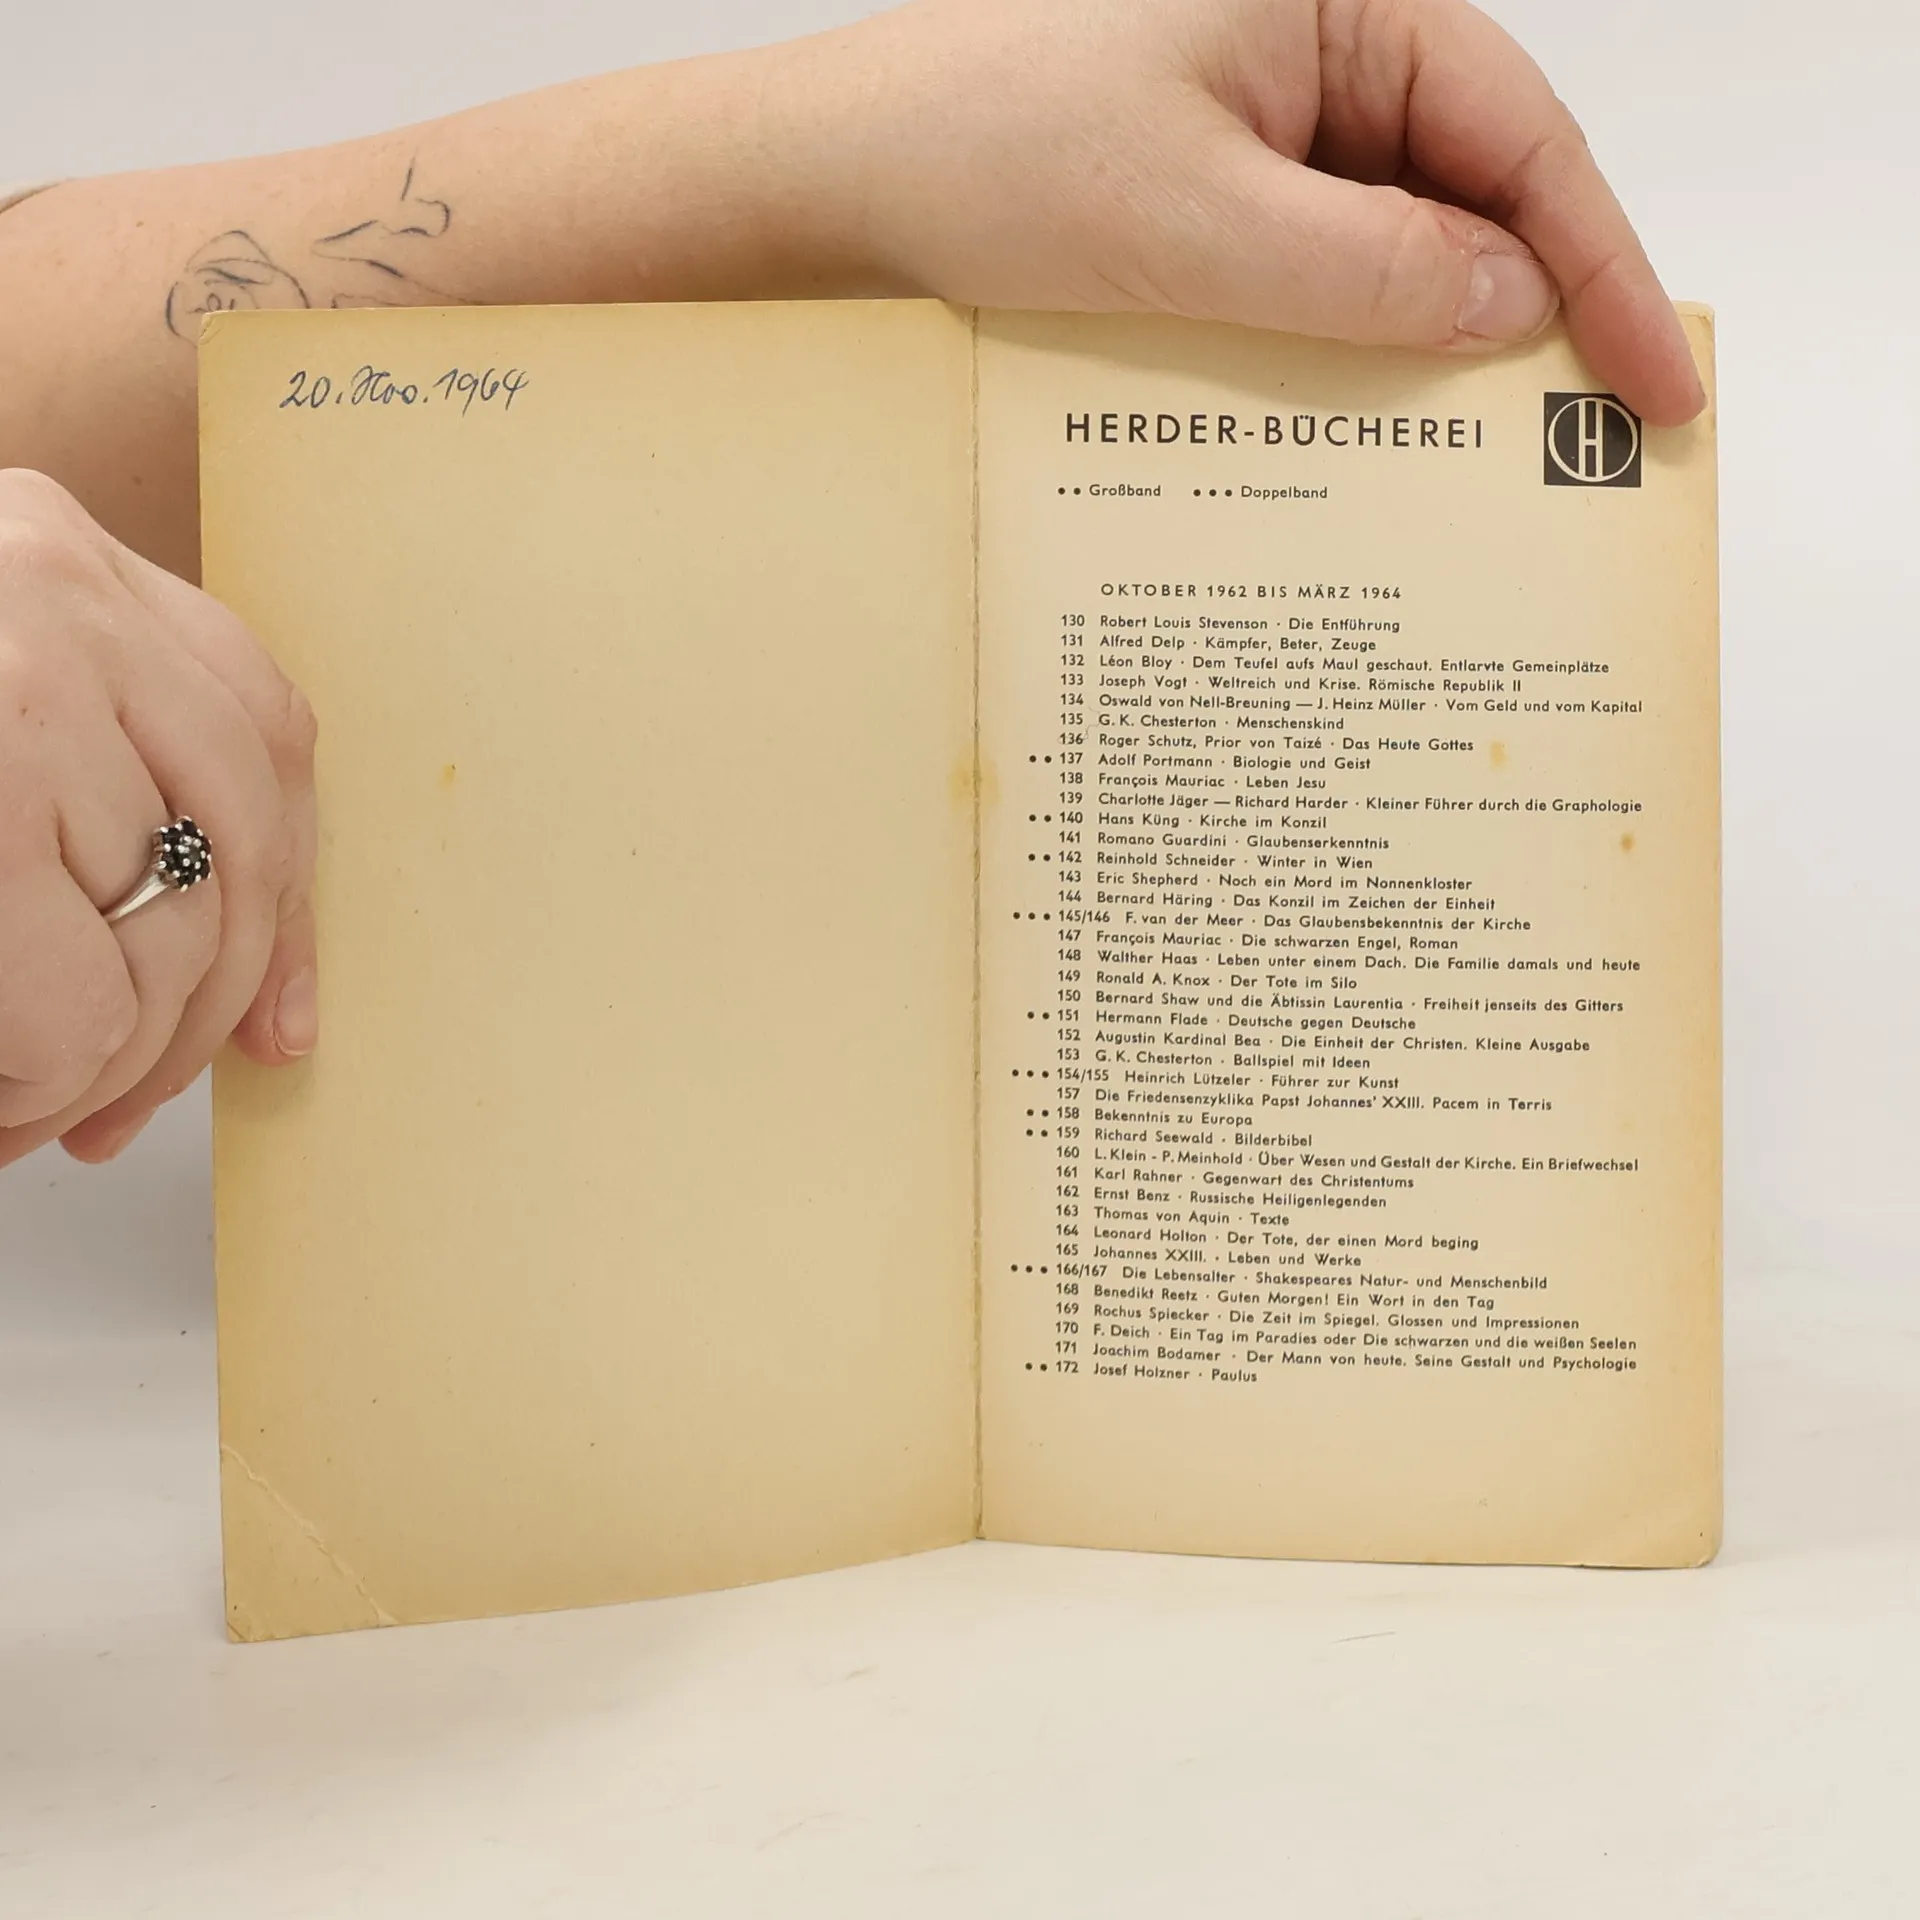 20. Nov. 1964
HERDER-BÜCHEREI
H
•• Großband ••• Doppelband
OKTOBER 1962 BIS MÄRZ 1964
130 Robert Louis Stevenson · Die Entführung
131 Alfred Delp · Kämpfer, Beter, Zeuge
132 Léon Bloy · Dem Teufel aufs Maul geschaut. Entlarvte Gemeinplätze
133 Joseph Vogt · Weltreich und Krise. Römische Republik II
134 Oswald von Nell-Breuning — J. Heinz Müller · Vom Geld und vom Kapital
135 G. K. Chesterton · Menschenskind
136 Roger Schutz, Prior von Taizé · Das Heute Gottes
•• 137 Adolf Portmann · Biologie und Geist
138 François Mauriac · Leben Jesu
139 Charlotte Jäger — Richard Harder · Kleiner Führer durch die Graphologie
•• 140 Hans Küng · Kirche im Konzil
141 Romano Guardini · Glaubenserkenntnis
•• 142 Reinhold Schneider · Winter in Wien
143 Eric Shepherd · Noch ein Mord im Nonnenkloster
144 Bernard Häring · Das Konzil im Zeichen der Einheit
••• 145/146 F. van der Meer · Das Glaubensbekenntnis der Kirche
147 François Mauriac · Die schwarzen Engel, Roman
148 Walther Haas · Leben unter einem Dach. Die Familie damals und heute
149 Ronald A. Knox · Der Tote im Silo
150 Bernard Shaw und die Äbtissin Laurentia · Freiheit jenseits des Gitters
•• 151 Hermann Flade · Deutsche gegen Deutsche
152 Augustin Kardinal Bea · Die Einheit der Christen. Kleine Ausgabe
153 G. K. Chesterton · Ballspiel mit Ideen
••• 154/155 Heinrich Lützeler · Führer zur Kunst
157 Die Friedensenzyklika Papst Johannes' XXIII. Pacem in Terris
•• 158 Bekenntnis zu Europa
•• 159 Richard Seewald · Bilderbibel
160 L. Klein - P. Meinhold · Über Wesen und Gestalt der Kirche. Ein Briefwechsel
161 Karl Rahner · Gegenwart des Christentums
162 Ernst Benz · Russische Heiligenlegenden
163 Thomas von Aquin · Texte
164 Leonard Holton · Der Tote, der einen Mord beging
165 Johannes XXIII. · Leben und Werke
••• 166/167 Die Lebensalter · Shakespeares Natur- und Menschenbild
168 Benedikt Reetz · Guten Morgen! Ein Wort in den Tag
169 Rochus Spiecker · Die Zeit im Spiegel. Glossen und Impressionen
170 F. Deich · Ein Tag im Paradies oder Die schwarzen und die weißen Seelen
171 Joachim Bodamer · Der Mann von heute. Seine Gestalt und Psychologie
•• 172 Josef Holzner · Paulus